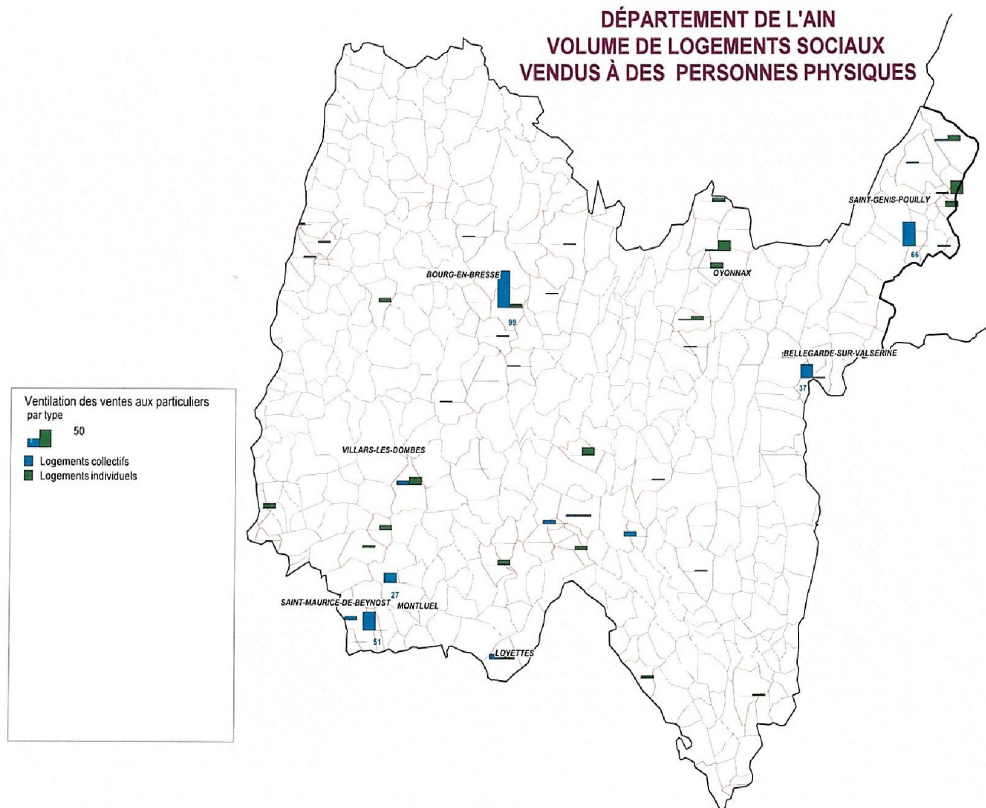 DÉPARTEMENT DE L'AIN
VOLUME DE LOGEMENTS SOCIAUX
VENDUS À DES PERSONNES PHYSIQUES
SAINT-GENIS-POUILLY
66
OYONNAX
BOURG-EN-BRESSE
99
BELLEGARDE-SUR-VALSERINE
37
Ventilation des ventes aux particuliers
par type
50
Logements collectifs
Logements individuels
VILLARS-LES-DOMBES
27
SAINT-MAURICE-DE-BEYNOST
MONTLUEL
51
LOYETTES